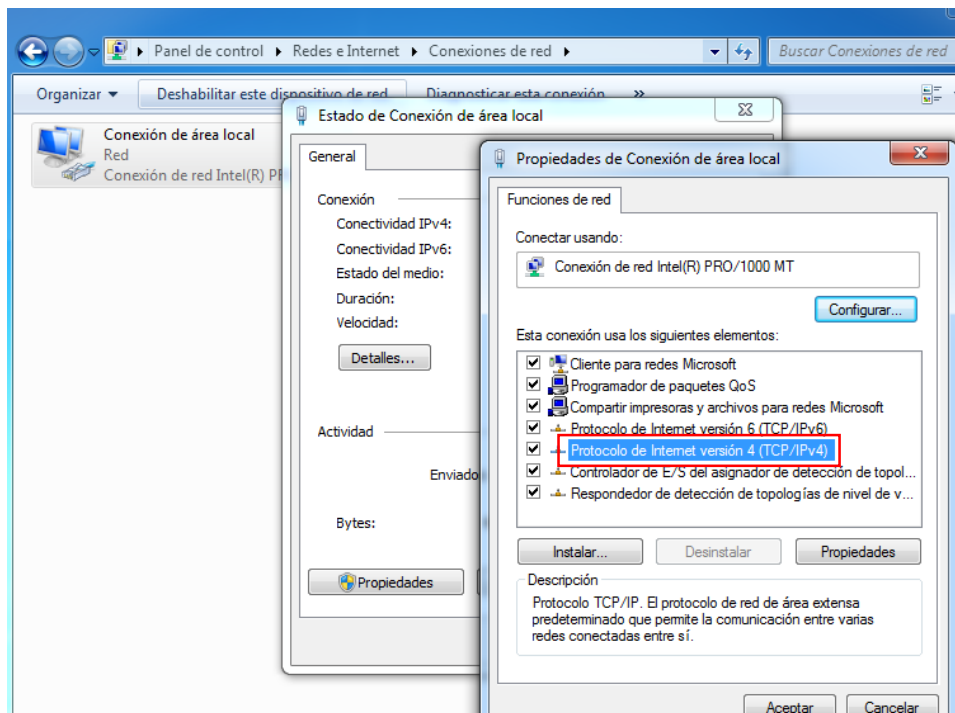 Panel de control Redes e Internet Conexiones de red
Buscar Conexiones de red
Organizar Deshabilitar este dispositivo de red Diagnosticar esta conexión »
Conexión de área local
Red
Conexión de red Intel(R)
Estado de Conexión de área local
General
Conexión
Conectividad IPv4:
Conectividad IPv6:
Estado del medio:
Duración:
Velocidad:
Detalles...
Actividad
Enviado
Bytes:
Propiedades
Propiedades de Conexión de área local
Funciones de red
Conectar usando:
Conexión de red Intel(R) PRO/1000 MT
Configurar...
Esta conexión usa los siguientes elementos:
Cliente para redes Microsoft
Programador de paquetes QoS
Compartir impresoras y archivos para redes Microsoft
Protocolo de Internet versión 6 (TCP/IPv6)
Protocolo de Internet versión 4 (TCP/IPv4)
Controlador de E/S del asignador de detección de topol...
Respondedor de detección de topologías de nivel de v...
Instalar... Desinstalar Propiedades
Descripción
Protocolo TCP/IP. El protocolo de red de área extensa
predeterminado que permite la comunicación entre varias
redes conectadas entre sí.
Aceptar Cancelar